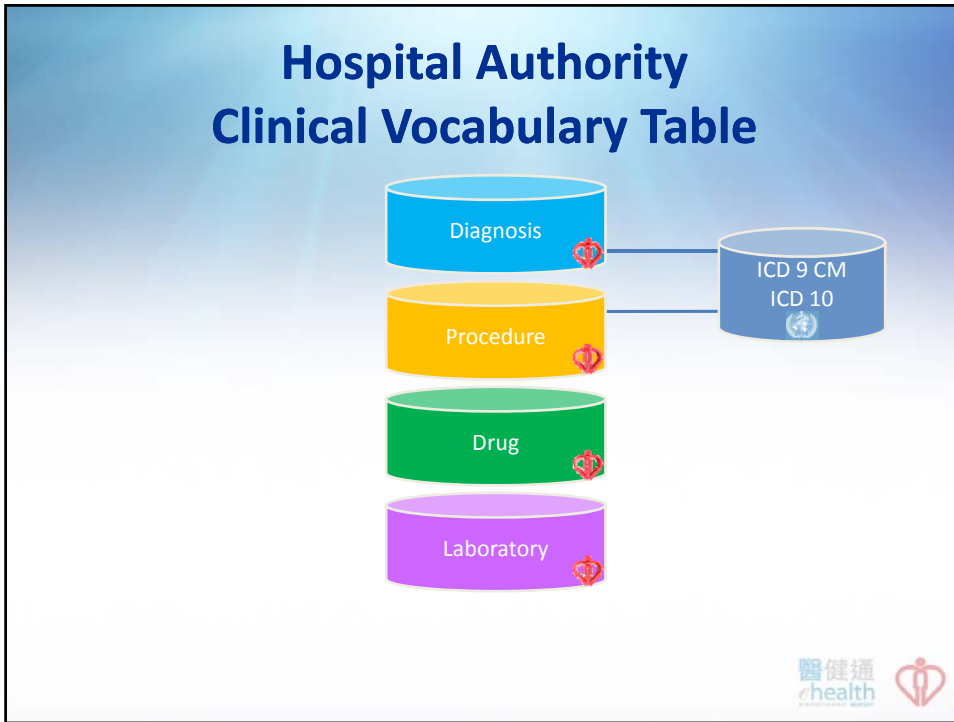 Hospital Authority
Clinical Vocabulary Table
Diagnosis
ICD 9 CM
ICD 10
Procedure
Drug
Laboratory
醫健通
ehealth